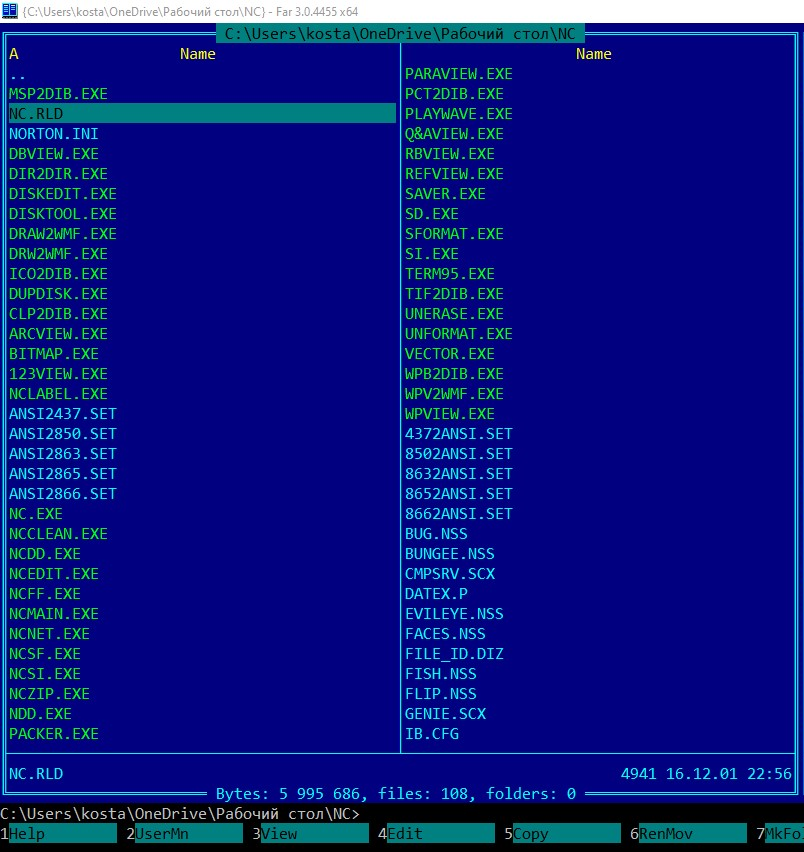 {C:\Users\kosta\OneDrive\Рабочий стол\NC} - Far 3.0.4455 x64
C:\Users\kosta\OneDrive\Рабочий стол\NC
A Name
..
MSP2DIB.EXE
NC.RLD
NORTON.INI
DBVIEW.EXE
DIR2DIR.EXE
DISKEDIT.EXE
DISKTOOL.EXE
DRAW2WMF.EXE
DRW2WMF.EXE
ICO2DIB.EXE
DUPDISK.EXE
CLP2DIB.EXE
ARCVIEW.EXE
BITMAP.EXE
123VIEW.EXE
NCLABEL.EXE
ANSI2437.SET
ANSI2850.SET
ANSI2863.SET
ANSI2865.SET
ANSI2866.SET
NC.EXE
NCCLEAN.EXE
NCDD.EXE
NCEDIT.EXE
NCFF.EXE
NCMAIN.EXE
NCNET.EXE
NCSF.EXE
NCSI.EXE
NCZIP.EXE
NDD.EXE
PACKER.EXE
Name
PARAVIEW.EXE
PCT2DIB.EXE
PLAYWAVE.EXE
Q&AVIEW.EXE
RBVIEW.EXE
REFVIEW.EXE
SAVER.EXE
SD.EXE
SFORMAT.EXE
SI.EXE
TERM95.EXE
TIF2DIB.EXE
UNERASE.EXE
UNFORMAT.EXE
VECTOR.EXE
WPB2DIB.EXE
WPV2WMF.EXE
WPVIEW.EXE
4372ANSI.SET
8502ANSI.SET
8632ANSI.SET
8652ANSI.SET
8662ANSI.SET
BUG.NSS
BUNGEE.NSS
CMPSRV.SCX
DATEX.P
EVILEYE.NSS
FACES.NSS
FILE_ID.DIZ
FISH.NSS
FLIP.NSS
GENIE.SCX
IB.CFG
NC.RLD 4941 16.12.01 22:56
Bytes: 5 995 686, files: 108, folders: 0
C:\Users\kosta\OneDrive\Рабочий стол\NC>
1Help 2UserMn 3View 4Edit 5Copy 6RenMov 7MkFol